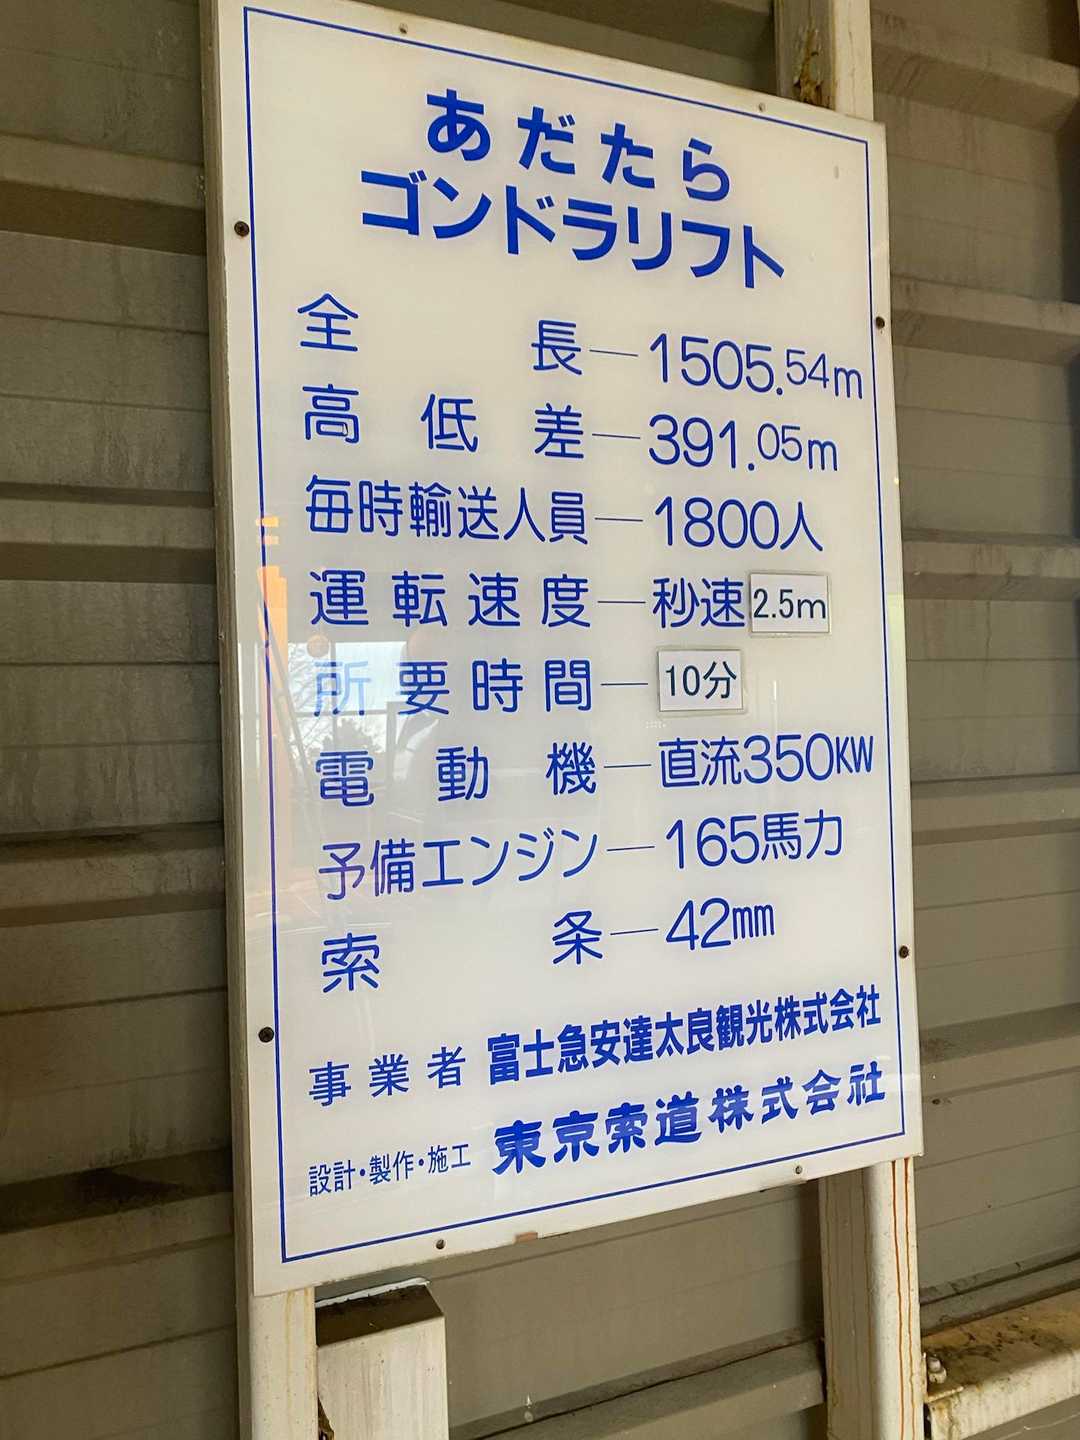 あだたら
ゴンドラリフト
全長―1505.54m
高低差―391.05m
毎時輸送人員―1800人
運転速度―秒速2.5m
所要時間―10分
電動機―直流350KW
予備エンジン―165馬力
索条―42mm
事業者 富士急安達太良観光株式会社
設計・製作・施工 東京索道株式会社